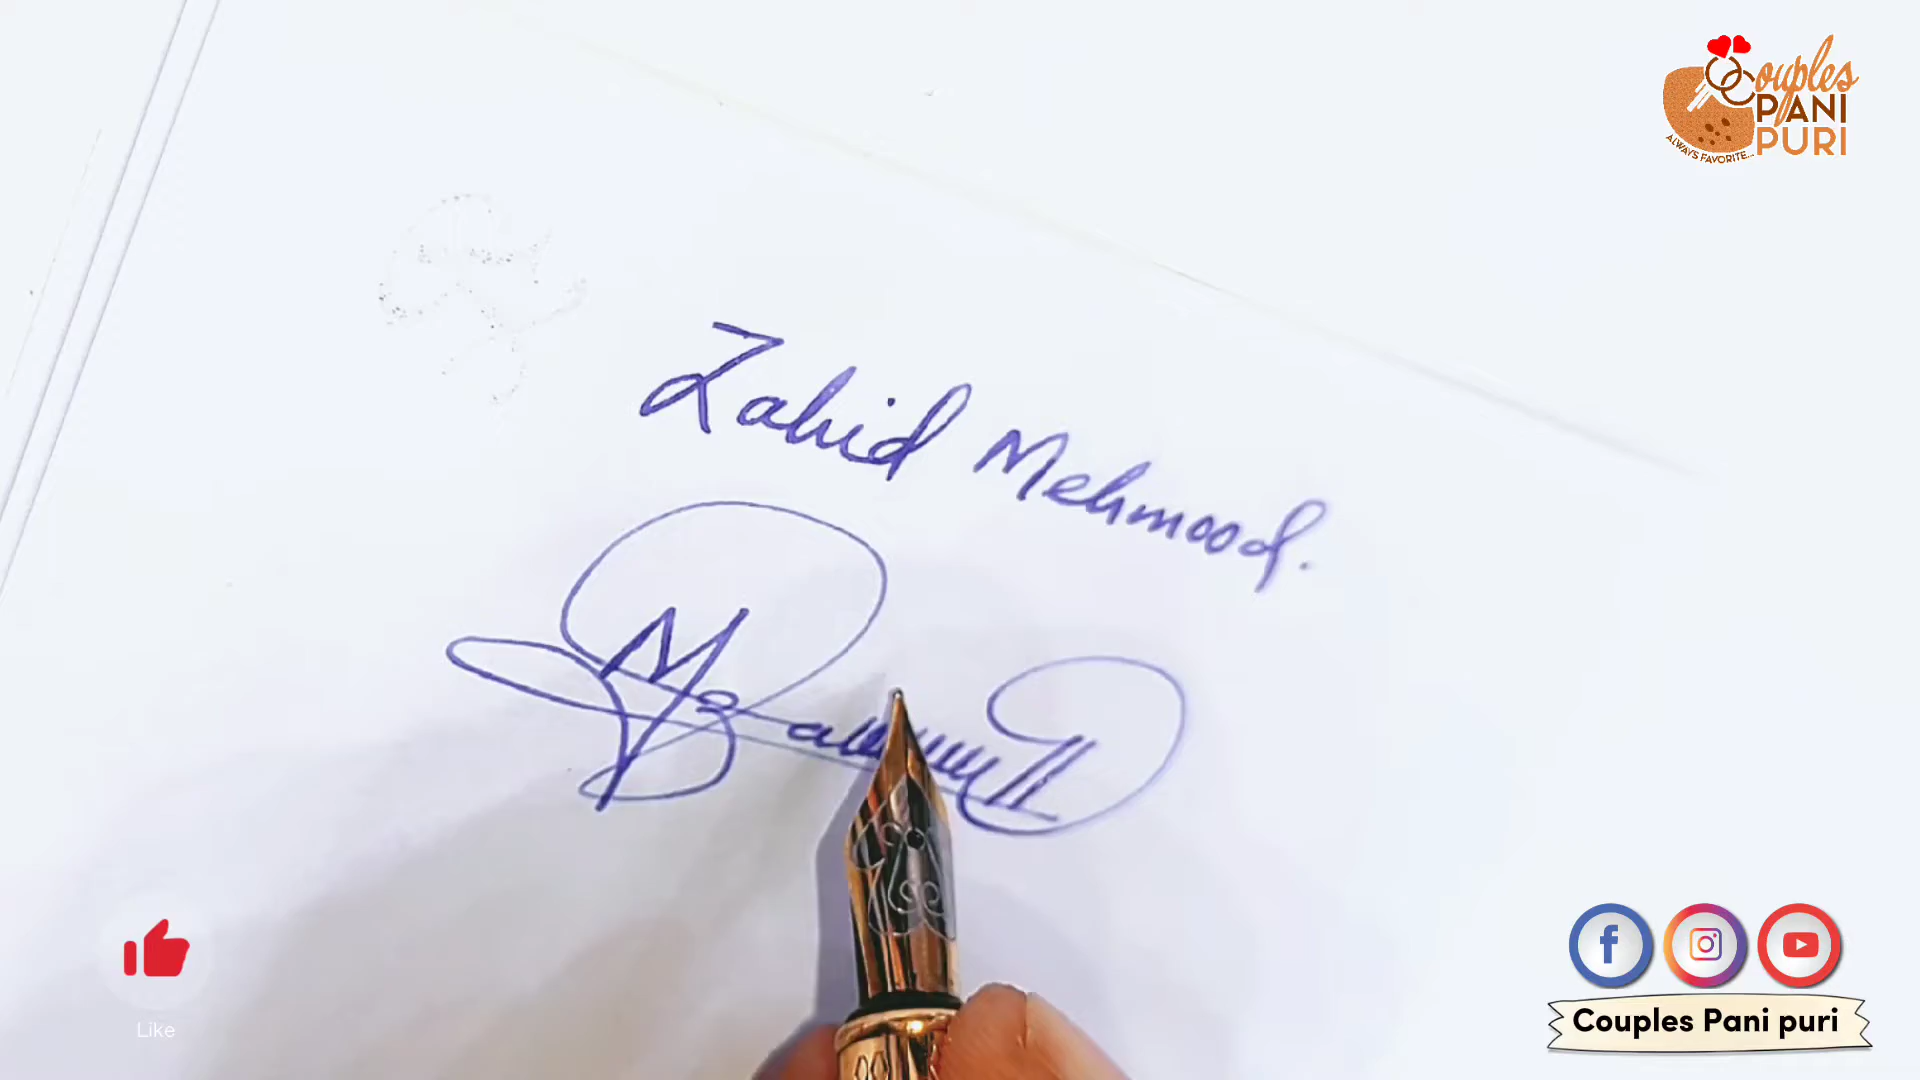 Couples
PANI
PURI
ALWAYS FAVORITE...
Zahid Mehmood.
Like
Couples Pani puri